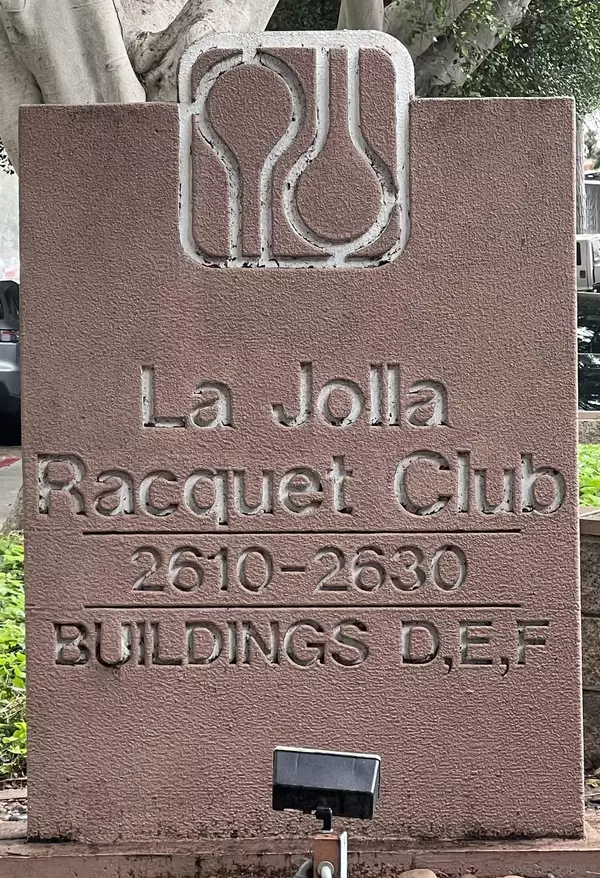 La Jolla
Racquet Club
2610-2630
BUILDINGS D,E,F